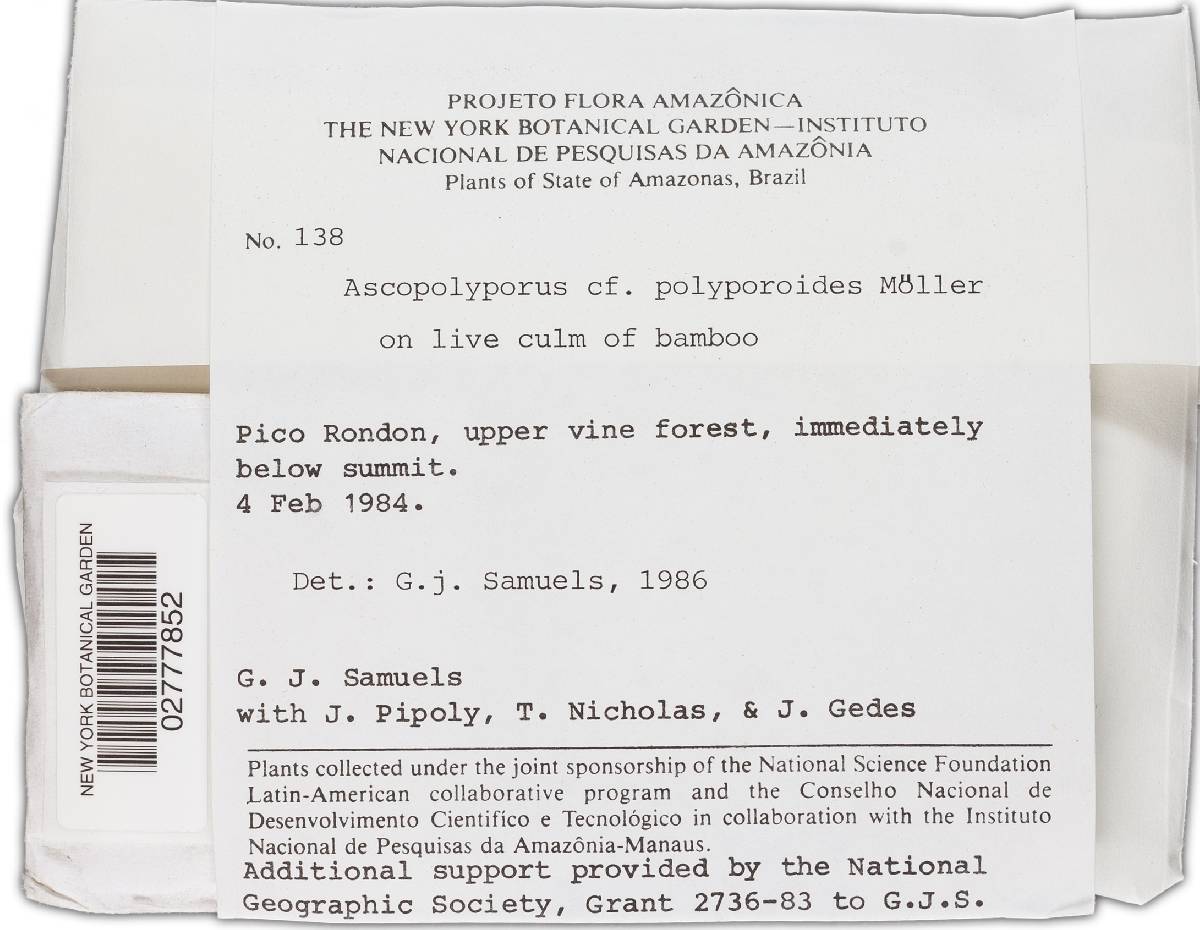 PROJETO FLORA AMAZÔNICA
THE NEW YORK BOTANICAL GARDEN—INSTITUTO
NACIONAL DE PESQUISAS DA AMAZÔNIA
Plants of State of Amazonas, Brazil
No. 138
Ascopolyporus cf. polyporoides Möller
on live culm of bamboo
Pico Rondon, upper vine forest, immediately
below summit.
4 Feb 1984.
Det.: G.j. Samuels, 1986
G. J. Samuels
with J. Pipoly, T. Nicholas, & J. Gedes
Plants collected under the joint sponsorship of the National Science Foundation
Latin-American collaborative program and the Conselho Nacional de
Desenvolvimento Cientifíco e Tecnológico in collaboration with the Instituto
Nacional de Pesquisas da Amazônia-Manaus.
Additional support provided by the National
Geographic Society, Grant 2736-83 to G.J.S.
NEW YORK BOTANICAL GARDEN
02777852